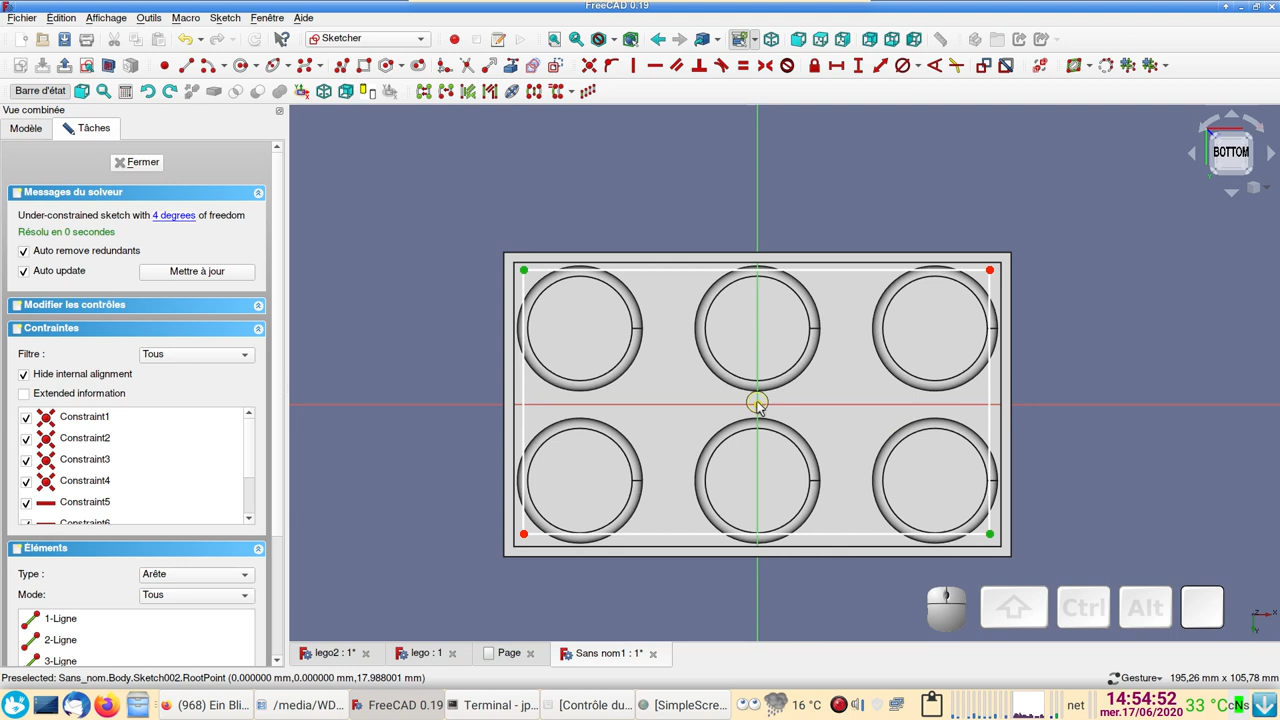 FreeCAD 0.19
Fichier Édition Affichage Outils Macro Sketch Fenêtre Aide
Sketcher
Barre d'état
Vue combinée
Modèle Tâches
Fermer
Messages du solveur
Under-constrained sketch with 4 degrees of freedom
Résolu en 0 secondes
Auto remove redundants
Auto update Mettre à jour
Modifier les contrôles
Contraintes
Filtre : Tous
Hide internal alignment
Extended information
Constraint1
Constraint2
Constraint3
Constraint4
Constraint5
Constraint6
Éléments
Type : Arête
Mode: Tous
1-Ligne
2-Ligne
3-Ligne
BOTTOM
Ctrl Alt
lego2 : 1* lego : 1 Page Sans nom1 : 1*
Preselected: Sans_nom.Body.Sketch002.RootPoint (0.000000 mm,0.000000 mm,17.988001 mm) Gesture 195,26 mm x 105,78 mm
(968) Ein Bli... /media/WD... FreeCAD 0.19 Terminal - jp... [Contrôle du... [SimpleScre... 16 °C net 14:54:52 33 °C
mer.17/06/2020